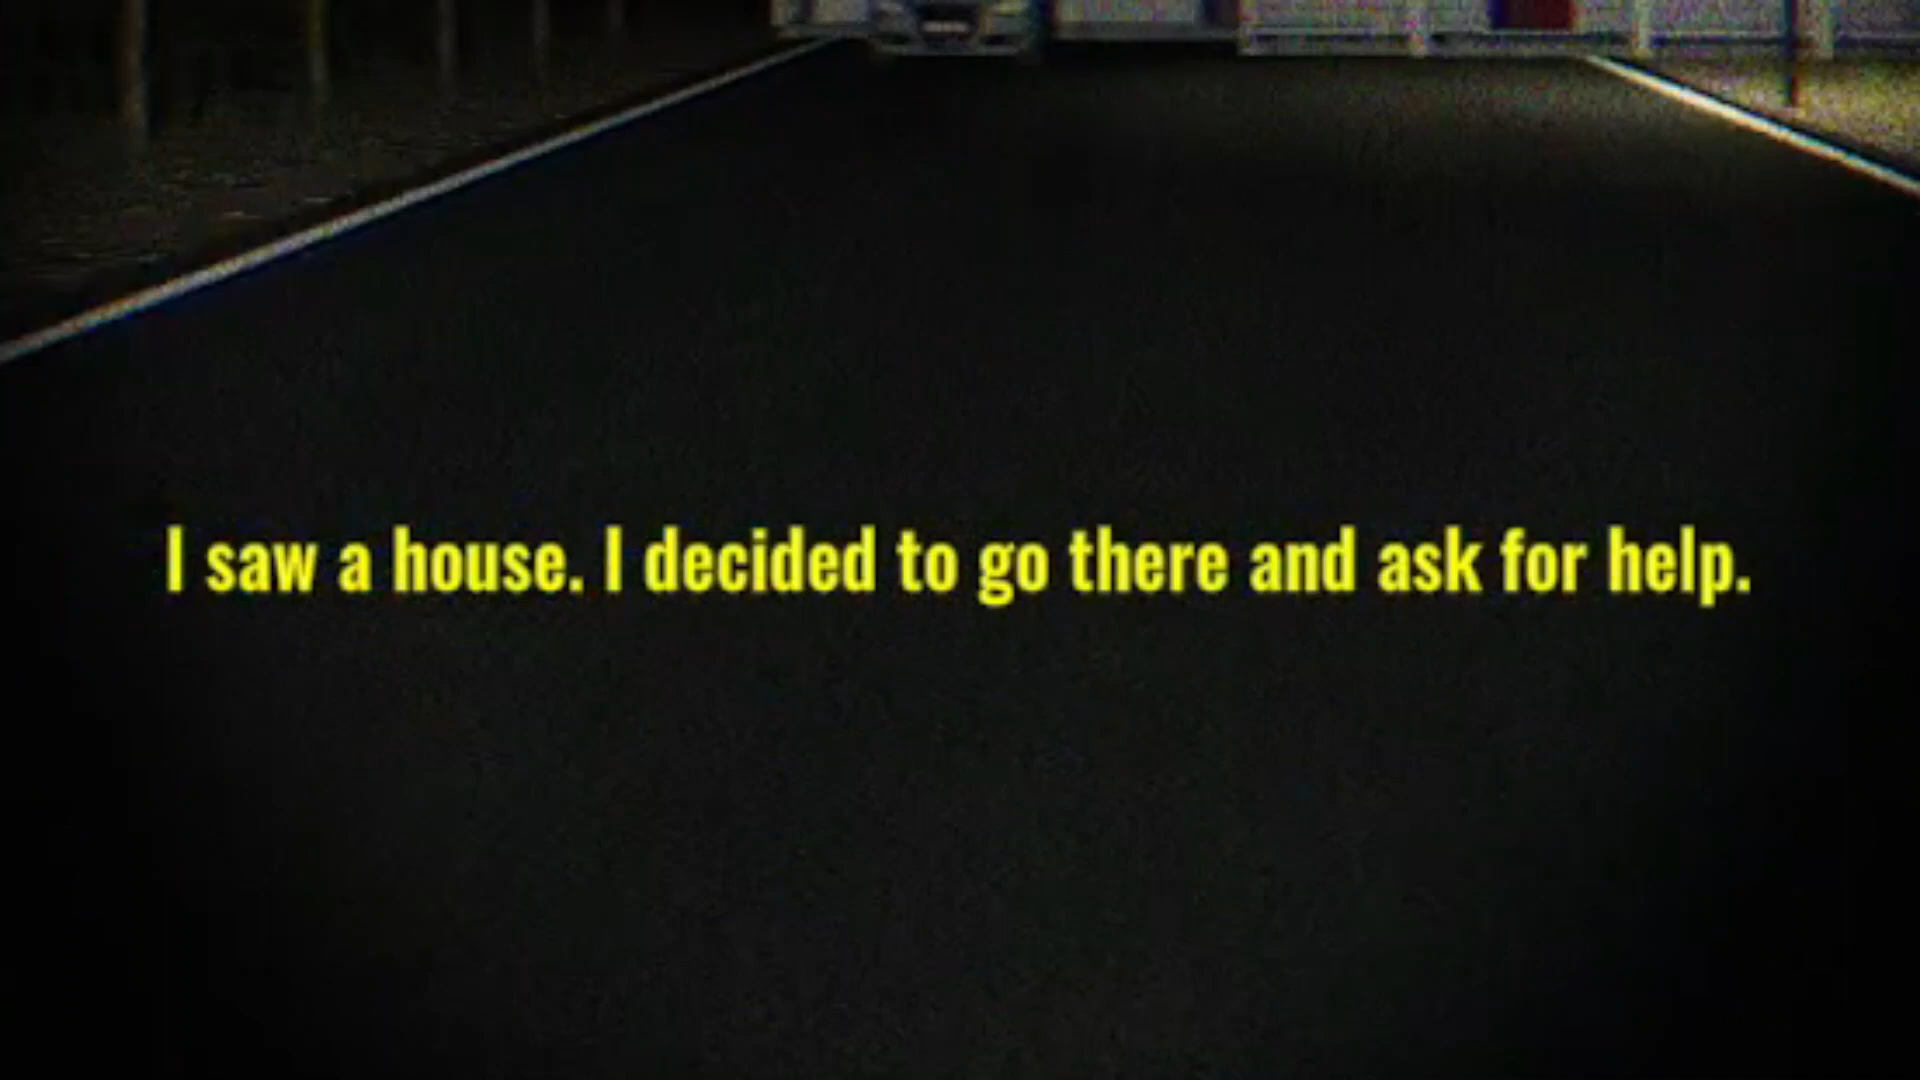 I saw a house. I decided to go there and ask for help.